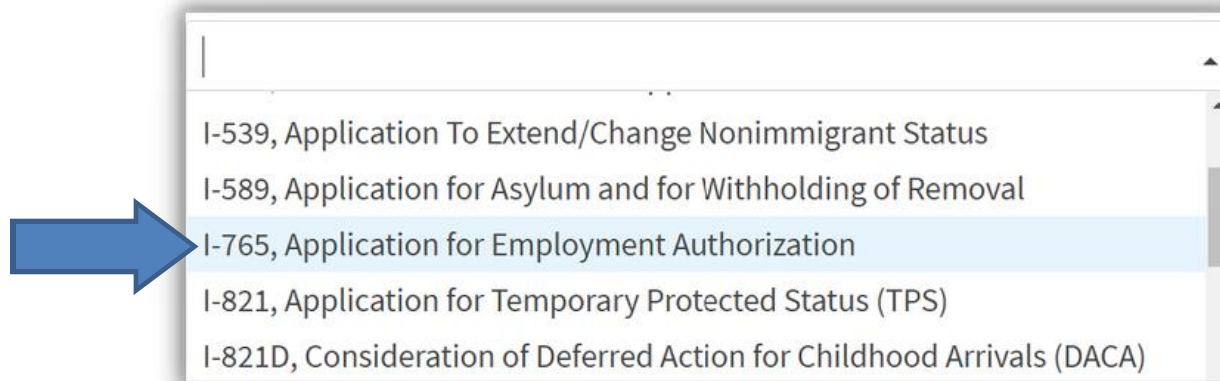 I-539, Application To Extend/Change Nonimmigrant Status
I-589, Application for Asylum and for Withholding of Removal
I-765, Application for Employment Authorization
I-821, Application for Temporary Protected Status (TPS)
I-821D, Consideration of Deferred Action for Childhood Arrivals (DACA)